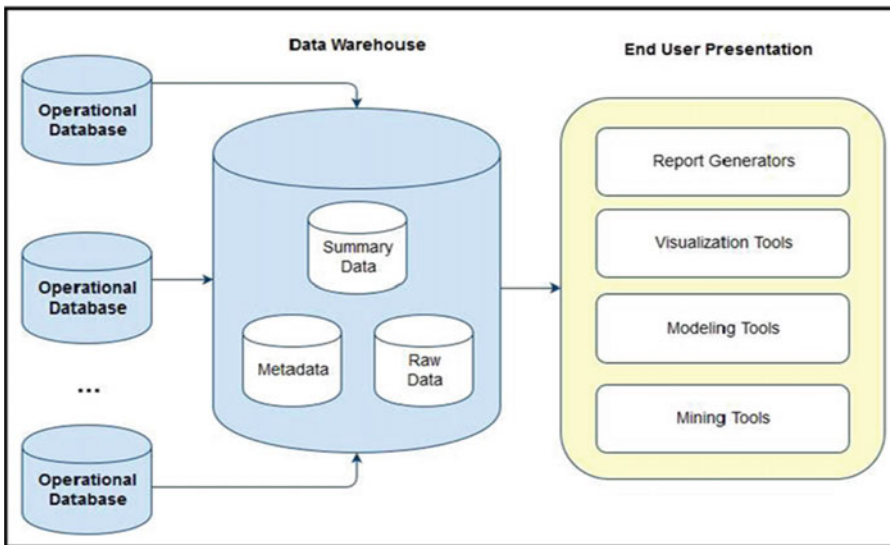 Data Warehouse
End User Presentation
Operational
Database
Operational
Database
...
Operational
Database
Summary
Data
Metadata
Raw
Data
Report Generators
Visualization Tools
Modeling Tools
Mining Tools